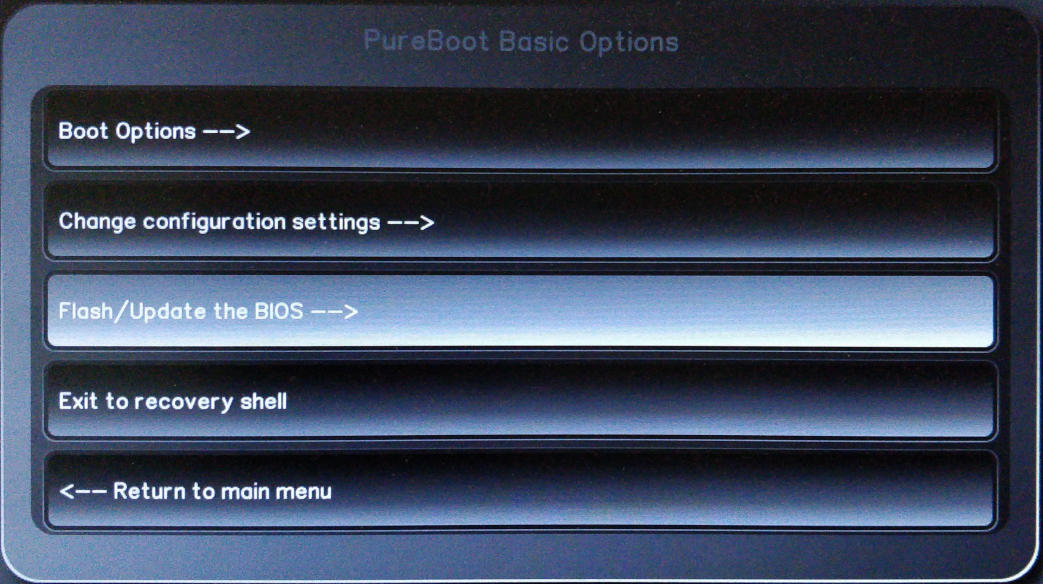 PureBoot Basic Options
Boot Options -->
Change configuration settings -->
Flash/Update the BIOS -->
Exit to recovery shell
<-- Return to main menu